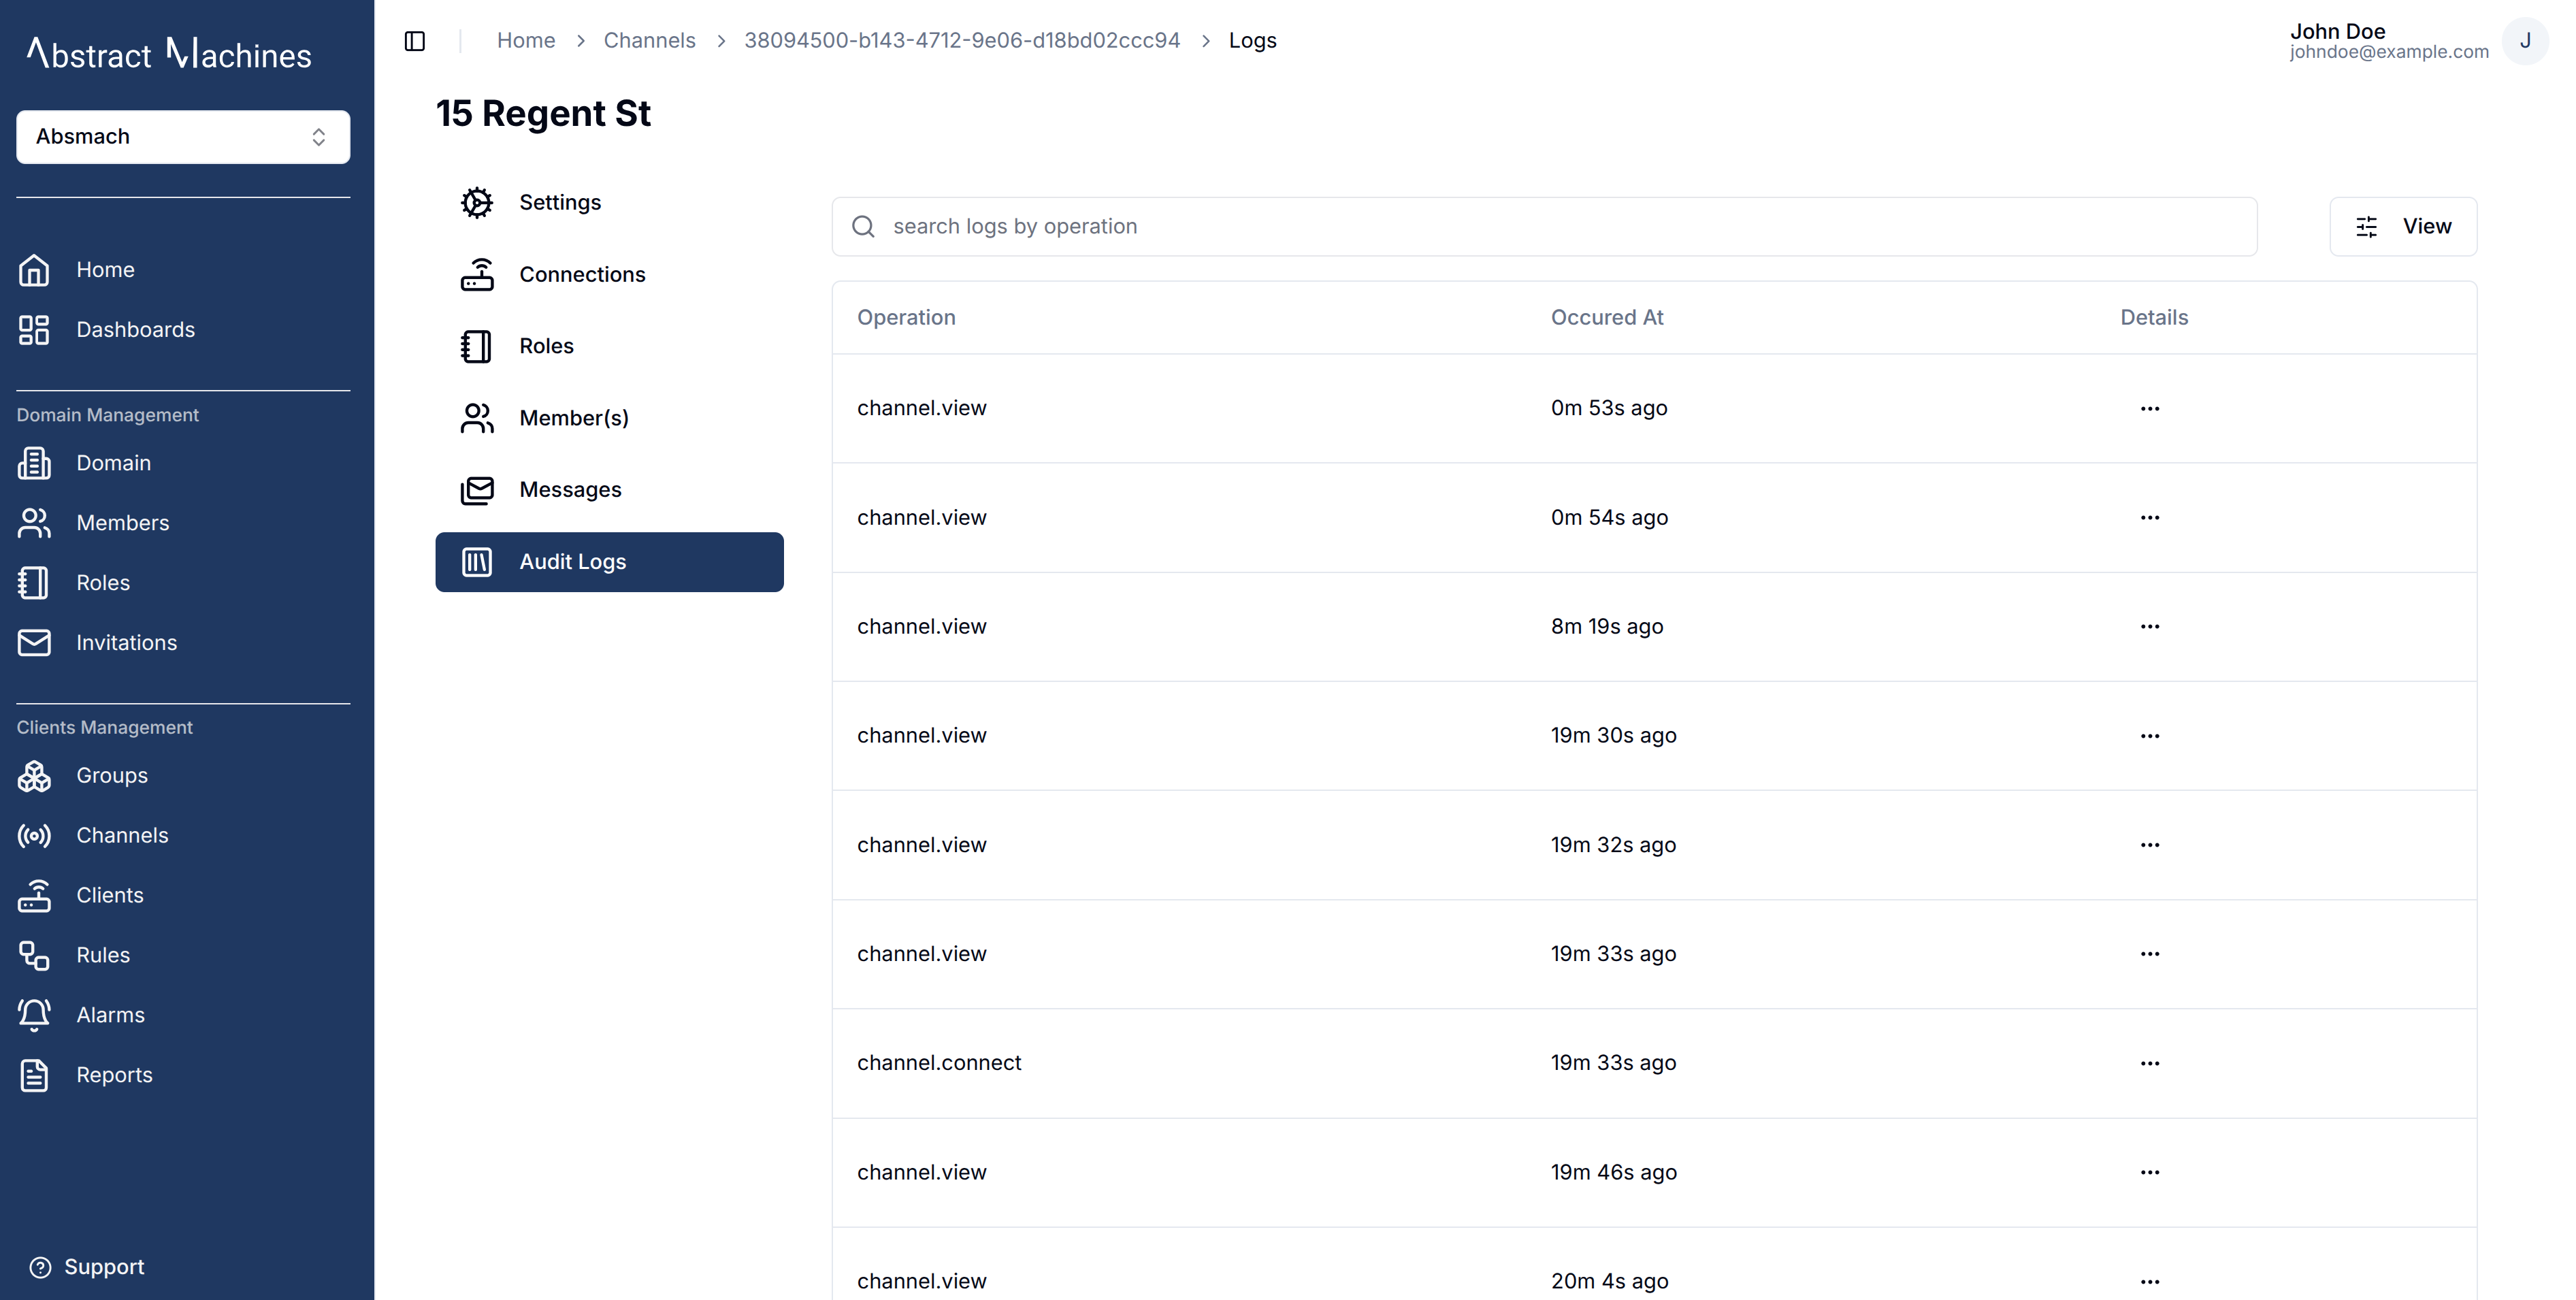 Abstract Machines
Absmach
Home
Dashboards
Domain Management
Domain
Members
Roles
Invitations
Clients Management
Groups
Channels
Clients
Rules
Alarms
Reports
Support
Home > Channels > 38094500-b143-4712-9e06-d18bd02ccc94 > Logs
John Doe
johndoe@example.com
J
15 Regent St
Settings
Connections
Roles
Member(s)
Messages
Audit Logs
search logs by operation
View
Operation Occured At Details
channel.view 0m 53s ago ...
channel.view 0m 54s ago ...
channel.view 8m 19s ago ...
channel.view 19m 30s ago ...
channel.view 19m 32s ago ...
channel.view 19m 33s ago ...
channel.connect 19m 33s ago ...
channel.view 19m 46s ago ...
channel.view 20m 4s ago ...